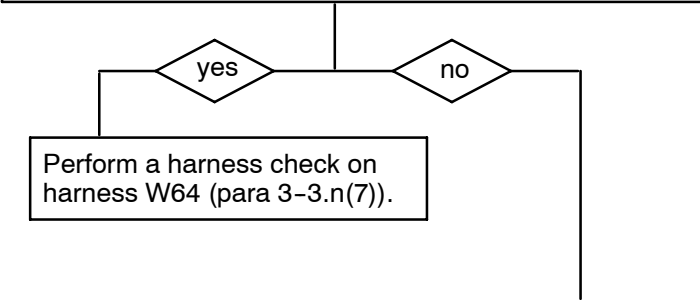 yes
no
Perform a harness check on
harness W64 (para 3-3.n(7)).